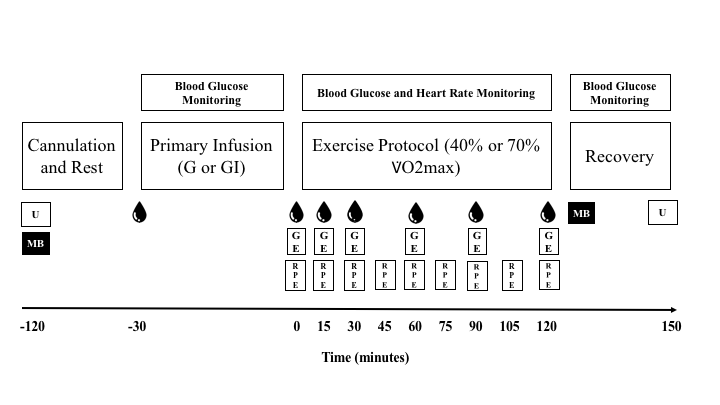 Blood Glucose
Monitoring
Blood Glucose and Heart Rate Monitoring
Blood Glucose
Monitoring
Cannulation
and Rest
Primary Infusion
(G or GI)
Exercise Protocol (40% or 70%
V̇O2max)
Recovery
U
MB
G
E
G
E
G
E
G
E
G
E
G
E
MB
U
R
P
E
R
P
E
R
P
E
R
P
E
R
P
E
R
P
E
R
P
E
R
P
E
R
P
E
-120 -30 0 15 30 45 60 75 90 105 120 150
Time (minutes)